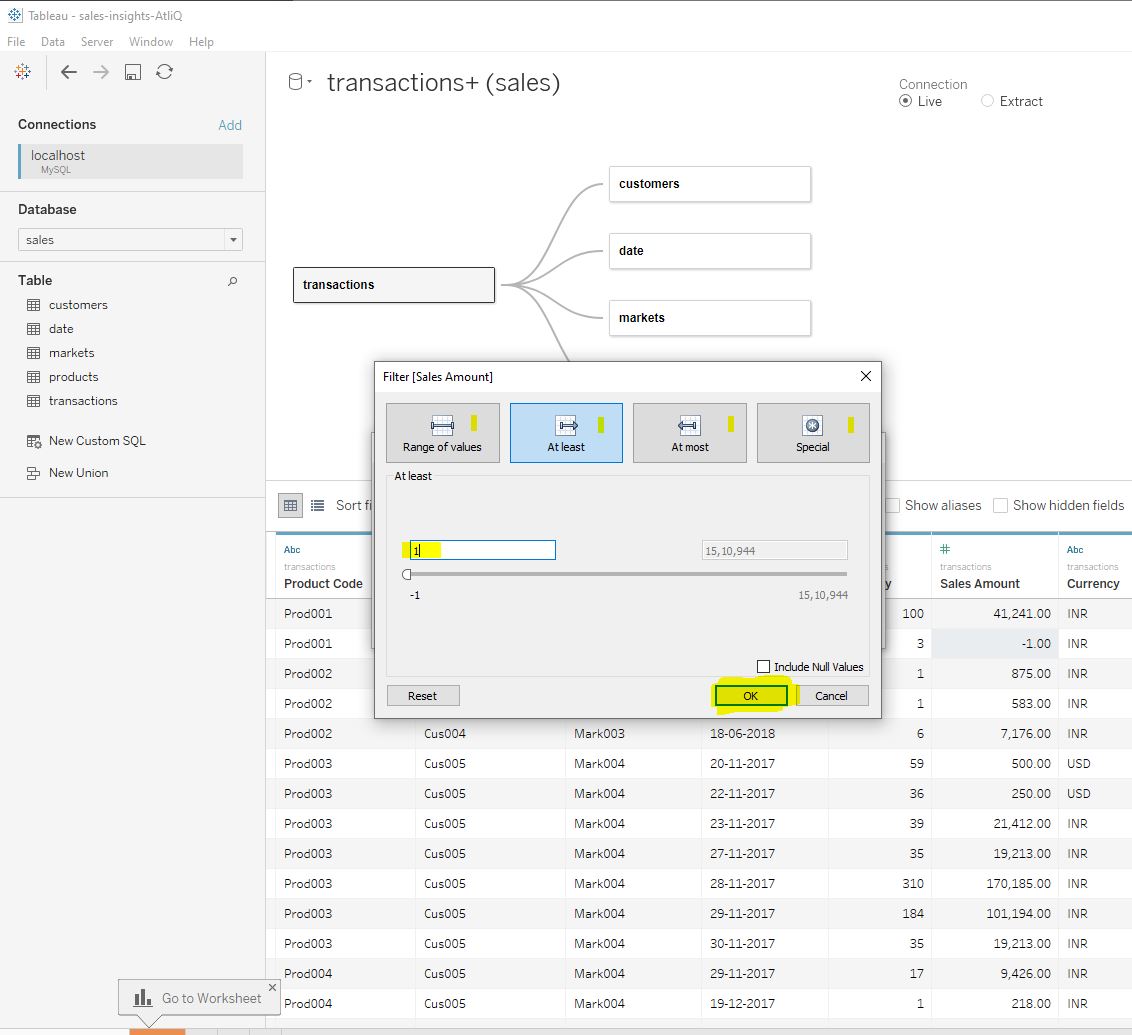 Tableau - sales-insights-AtliQ
File Data Server Window Help
Connections Add
localhost
MySQL
Database
sales
Table
customers
date
markets
products
transactions
New Custom SQL
New Union
transactions+ (sales)
Connection
Live Extract
customers
date
transactions
markets
Filter [Sales Amount]
Range of values At least At most Special
At least
1 15,10,944
-1 15,10,944
Include Null Values
Reset OK Cancel
Sort fi Show aliases Show hidden fields
Abc # Abc
transactions s transactions transactions
Product Code y Sales Amount Currency
Prod001 100 41,241.00 INR
Prod001 3 -1.00 INR
Prod002 1 875.00 INR
Prod002 1 583.00 INR
Prod002 Cus004 Mark003 18-06-2018 6 7,176.00 INR
Prod003 Cus005 Mark004 20-11-2017 59 500.00 USD
Prod003 Cus005 Mark004 22-11-2017 36 250.00 USD
Prod003 Cus005 Mark004 23-11-2017 39 21,412.00 INR
Prod003 Cus005 Mark004 27-11-2017 35 19,213.00 INR
Prod003 Cus005 Mark004 28-11-2017 310 170,185.00 INR
Prod003 Cus005 Mark004 29-11-2017 184 101,194.00 INR
Prod003 Cus005 Mark004 30-11-2017 35 19,213.00 INR
Prod004 Cus005 Mark004 29-11-2017 17 9,426.00 INR
Prod004 Cus005 Mark004 19-12-2017 1 218.00 INR
Go to Worksheet